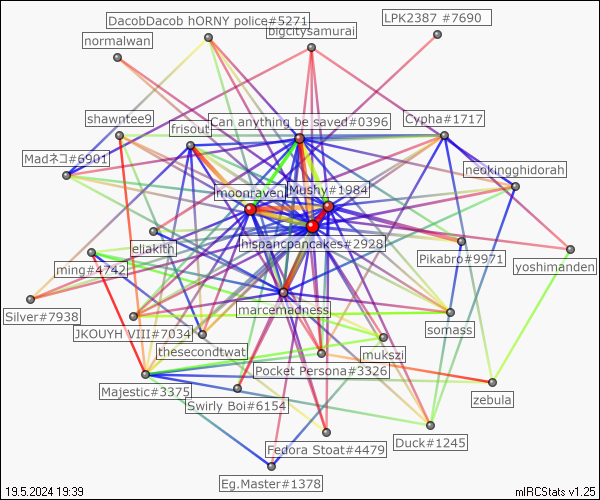 LPK2387 #7690
DacobDacob hORNY police#5271
bigcitysamurai
normalwan
shawntee9
Can anything be saved#0396
Cypha#1717
frisout
Madネコ#6901
neokingghidorah
moonraven
Mushy#1984
hispancpancakes#2928
eliakith
Pikabro#9971
yoshimanden
ming#4742
marcemadness
Silver#7938
JKOUYH VIII#7034
somass
thesecondtwat
mukszi
Pocket Persona#3326
Majestic#3375
zebula
Swirly Boi#6154
Duck#1245
Fedora Stoat#4479
Eg.Master#1378
19.5.2024 19:39
mIRCStats v1.25